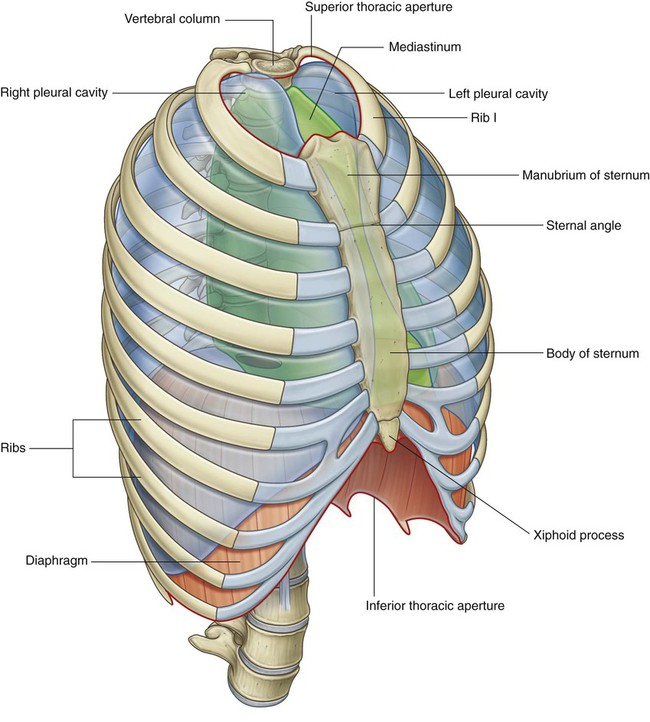 Superior thoracic aperture
Vertebral column
Mediastinum
Right pleural cavity
Left pleural cavity
Rib I
Manubrium of sternum
Sternal angle
Body of sternum
Ribs
Xiphoid process
Diaphragm
Inferior thoracic aperture